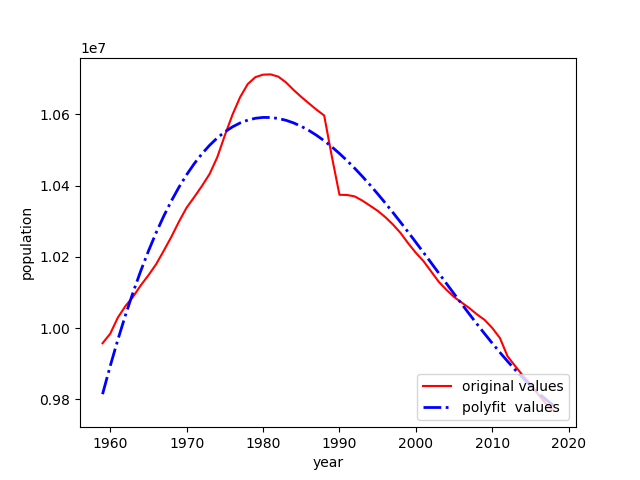 1e7
1.06
1.04
1.02
1.00
0.98
population
original values
polyfit  values
1960 1970 1980 1990 2000 2010 2020
year